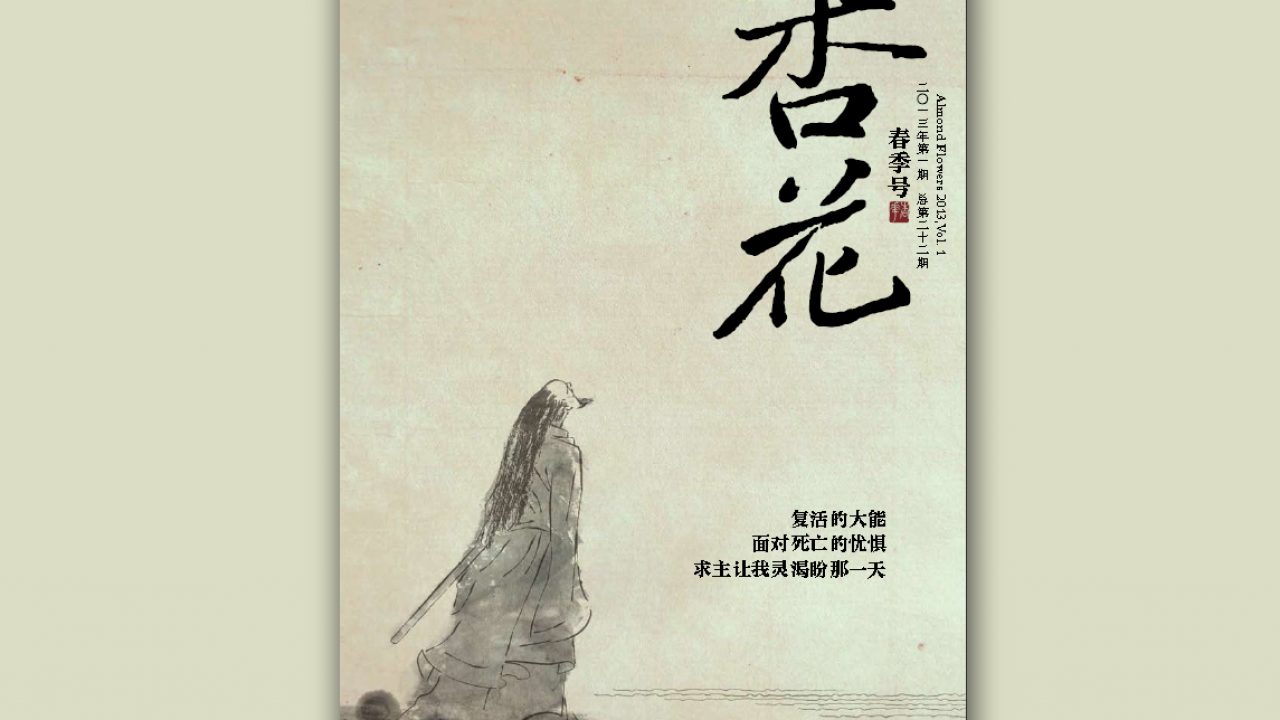 杏花
春季号
二〇一三年第一期 总第二十二期
Almond Flowers 2013,Vol. 1
复活的大能
面对死亡的忧惧
求主让我灵渴盼那一天